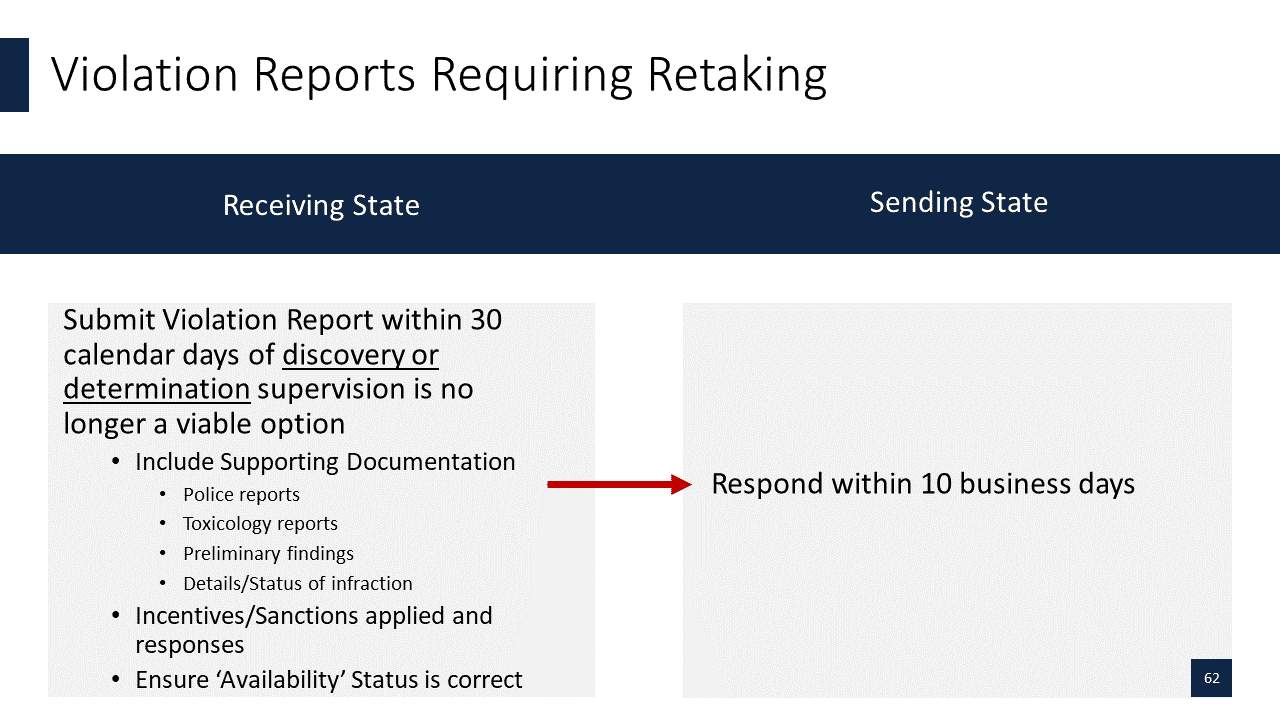 Violation Reports Requiring Retaking
Receiving State
Sending State
Submit Violation Report within 30
calendar days of discovery or
determination supervision is no
longer a viable option
• Include Supporting Documentation
• Police reports
• Toxicology reports
• Preliminary findings
• Details/Status of infraction
• Incentives/Sanctions applied and
responses
• Ensure ‘Availability’ Status is correct
Respond within 10 business days
62